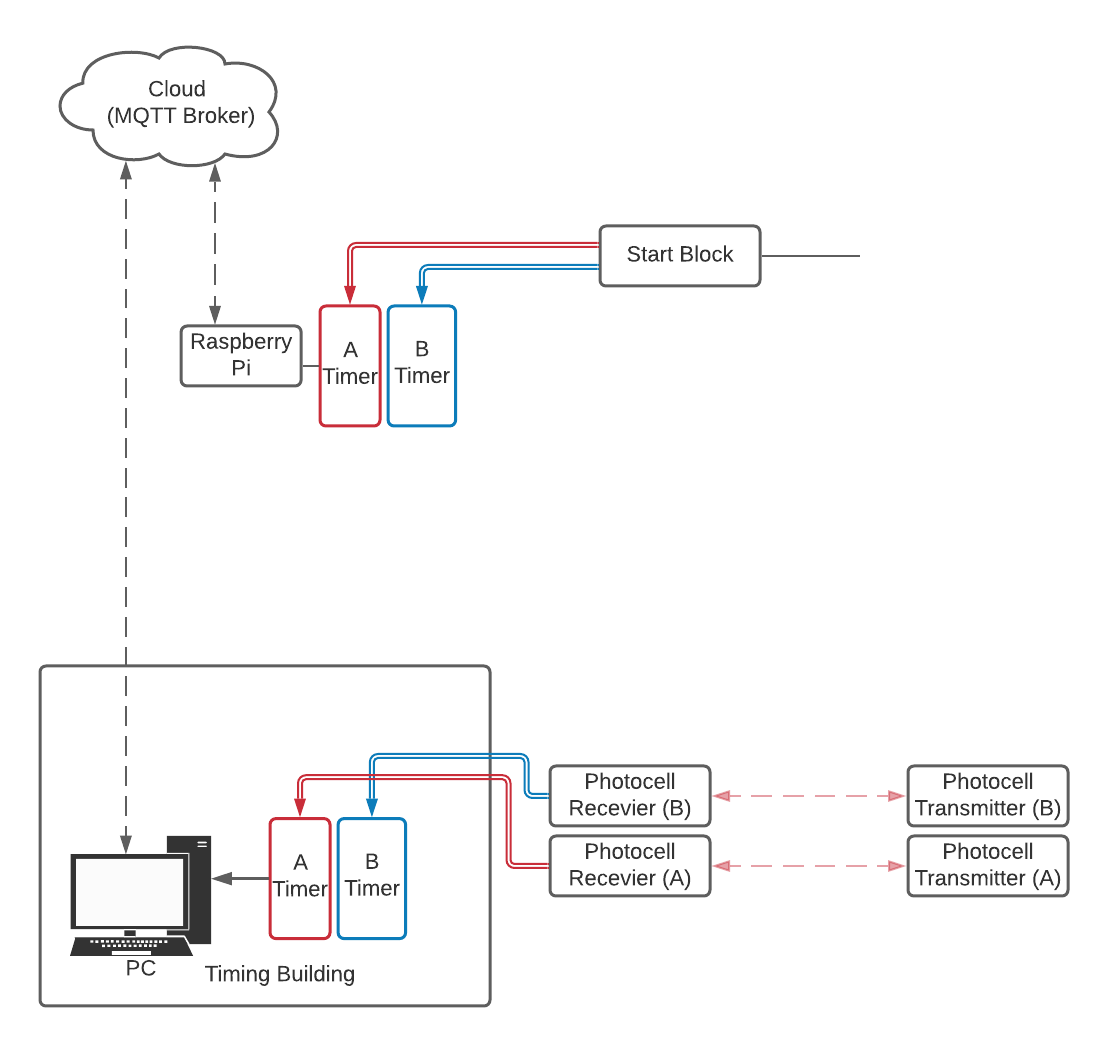 Cloud
(MQTT Broker)
Start Block
Raspberry
Pi
A
Timer
B
Timer
Photocell
Recevier (B)
Photocell
Transmitter (B)
Photocell
Recevier (A)
Photocell
Transmitter (A)
A
Timer
B
Timer
PC
Timing Building